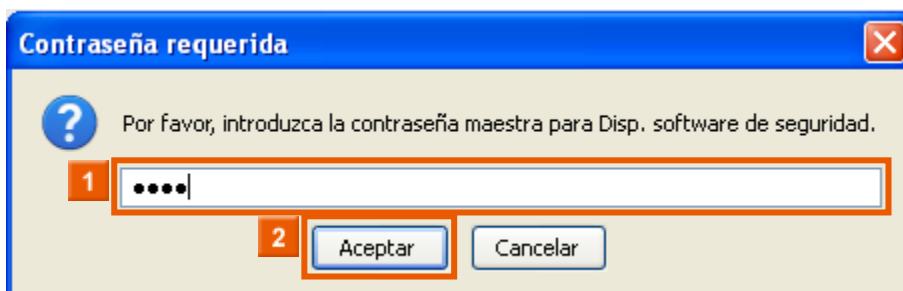 Contraseña requerida
Por favor, introduzca la contraseña maestra para Disp. software de seguridad.
1
••••
2
Aceptar
Cancelar